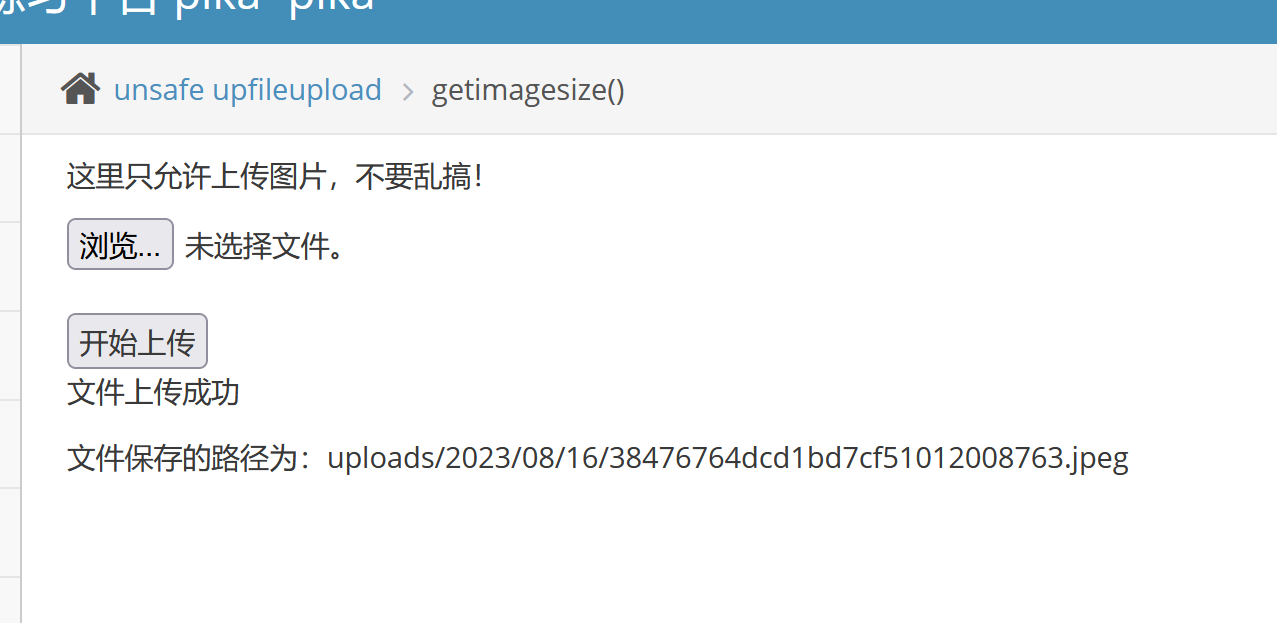 pika~pika
unsafe upfileupload > getimagesize()
这里只允许上传图片，不要乱搞！
浏览... 未选择文件。
开始上传
文件上传成功
文件保存的路径为：uploads/2023/08/16/38476764dcd1bd7cf51012008763.jpeg